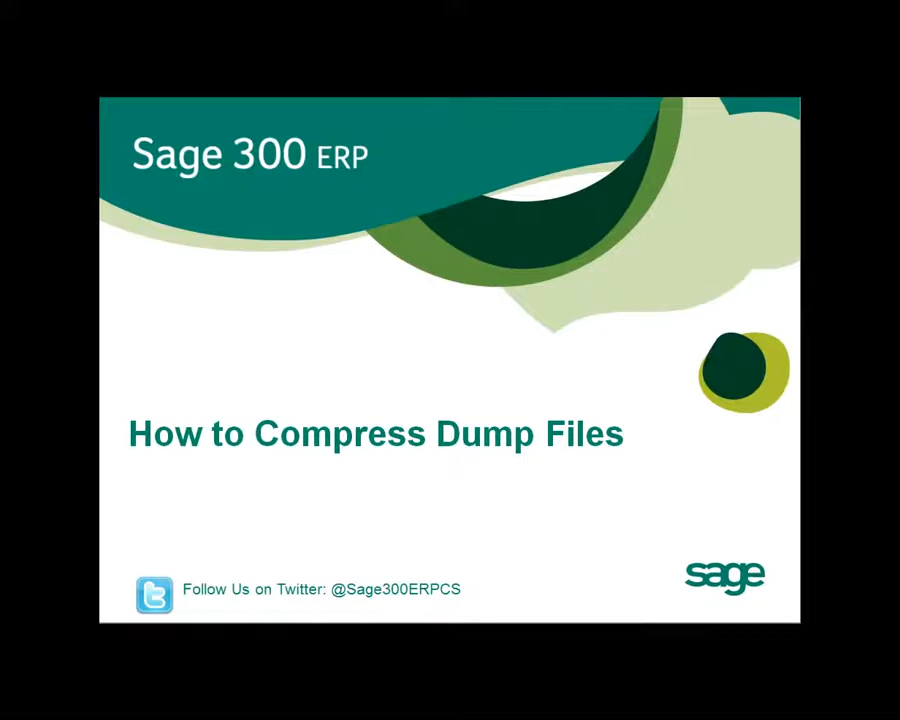 Sage 300 ERP
How to Compress Dump Files
Follow Us on Twitter: @Sage300ERPCS
sage